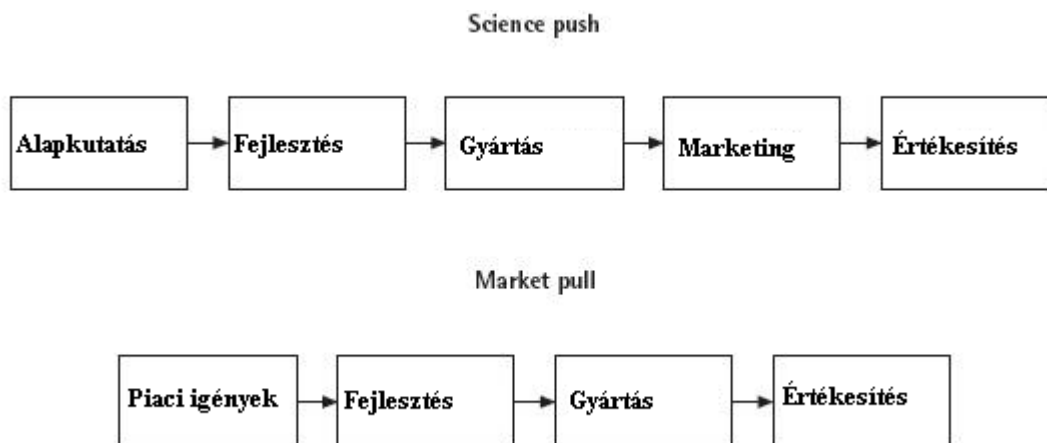 Science push
Alapkutatás
Fejlesztés
Gyártás
Marketing
Értékesítés
Market pull
Piaci igények
Fejlesztés
Gyártás
Értékesítés